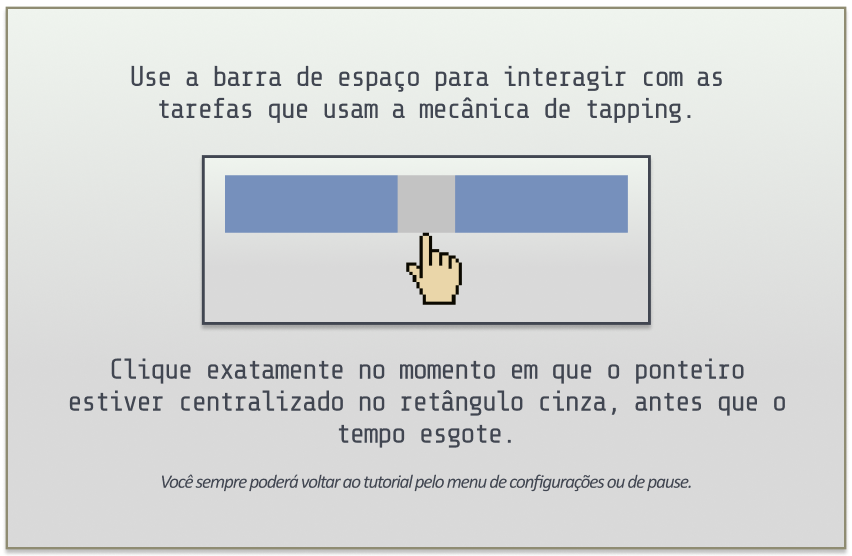 Use a barra de espaço para interagir com as
tarefas que usam a mecânica de tapping.
Clique exatamente no momento em que o ponteiro
estiver centralizado no retângulo cinza, antes que o
tempo esgote.
Você sempre poderá voltar ao tutorial pelo menu de configurações ou de pause.